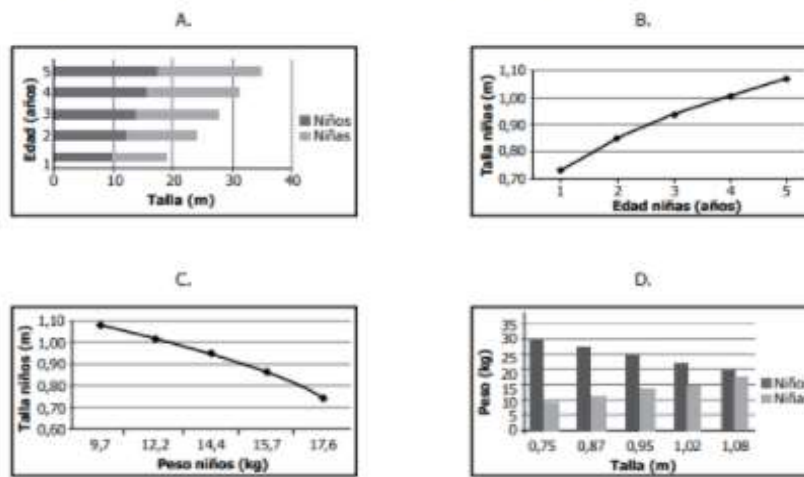 A.
B.
Edad (años)
5
4
3
2
1
0 10 20 30 40
Talla (m)
Niños
Niñas
Talla niñas (m)
1,10
1,00
0,90
0,80
0,70
1 2 3 4 5
Edad niñas (años)
C.
D.
Talla niños (m)
1,10
1,00
0,90
0,80
0,70
0,60
9,7 12,2 14,4 15,7 17,6
Peso niños (kg)
Peso (kg)
35
30
25
20
15
10
5
0
0,75 0,87 0,95 1,02 1,08
Talla (m)
Niño
Niña